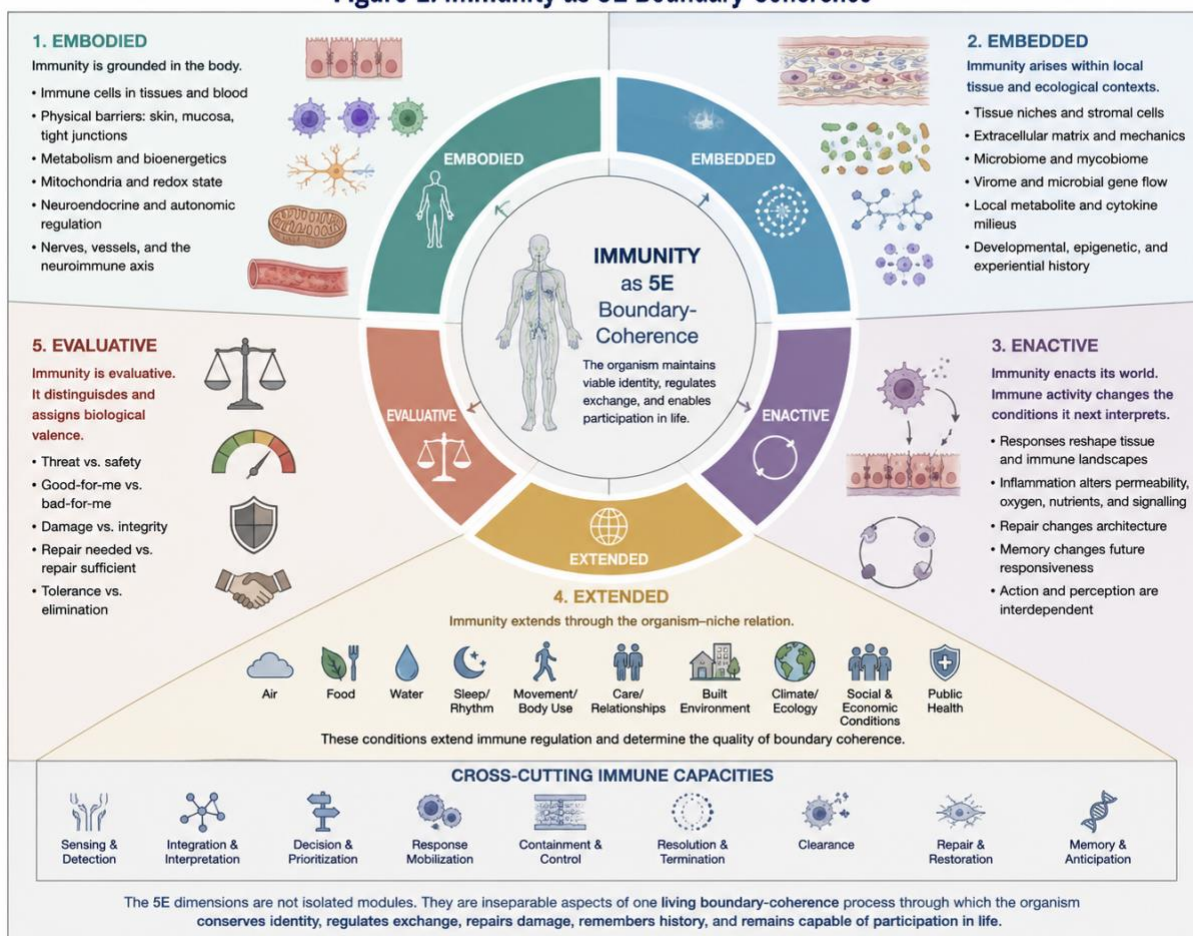 Figure 2. Immunity as 5E Boundary-Coherence
1. EMBODIED
Immunity is grounded in the body.
• Immune cells in tissues and blood
• Physical barriers: skin, mucosa,
tight junctions
• Metabolism and bioenergetics
• Mitochondria and redox state
• Neuroendocrine and autonomic
regulation
• Nerves, vessels, and the
neuroimmune axis
2. EMBEDDED
Immunity arises within local
tissue and ecological contexts.
• Tissue niches and stromal cells
• Extracellular matrix and mechanics
• Microbiome and mycobiome
• Virome and microbial gene flow
• Local metabolite and cytokine
milieus
• Developmental, epigenetic, and
experiential history
EMBODIED
EMBEDDED
IMMUNITY
as 5E
Boundary-
Coherence
The organism maintains
viable identity, regulates
exchange, and enables
participation in life.
EVALUATIVE
ENACTIVE
EXTENDED
5. EVALUATIVE
Immunity is evaluative.
It distinguisdes and
assigns biological
valence.
• Threat vs. safety
• Good-for-me vs.
bad-for-me
• Damage vs. integrity
• Repair needed vs.
repair sufficient
• Tolerance vs.
elimination
3. ENACTIVE
Immunity enacts its world.
Immune activity changes the
conditions it next interprets.
• Responses reshape tissue
and immune landscapes
• Inflammation alters permeability,
oxygen, nutrients, and signalling
• Repair changes architecture
• Memory changes future
responsiveness
• Action and perception are
interdependent
4. EXTENDED
Immunity extends through the organism–niche relation.
Air
Food
Water
Sleep/
Rhythm
Movement/
Body Use
Care/
Relationships
Built
Environment
Climate/
Ecology
Social &
Economic
Conditions
Public
Health
These conditions extend immune regulation and determine the quality of boundary coherence.
CROSS-CUTTING IMMUNE CAPACITIES
Sensing &
Detection
Integration &
Interpretation
Decision &
Prioritization
Response
Mobilization
Containment &
Control
Resolution &
Termination
Clearance
Repair &
Restoration
Memory &
Anticipation
The 5E dimensions are not isolated modules. They are inseparable aspects of one living boundary-coherence process through which the organism
conserves identity, regulates exchange, repairs damage, remembers history, and remains capable of participation in life.